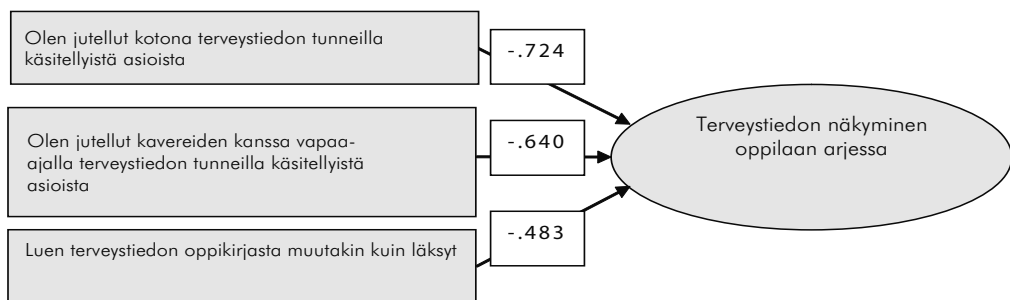 Olen jutellut kotona terveystiedon tunneilla
käsitellyistä asioista
-.724
Olen jutellut kavereiden kanssa vapaa-
ajalla terveystiedon tunneilla käsitellyistä
asioista
-.640
Luen terveystiedon oppikirjasta muutakin kuin läksyt
-.483
Terveystiedon näkyminen
oppilaan arjessa